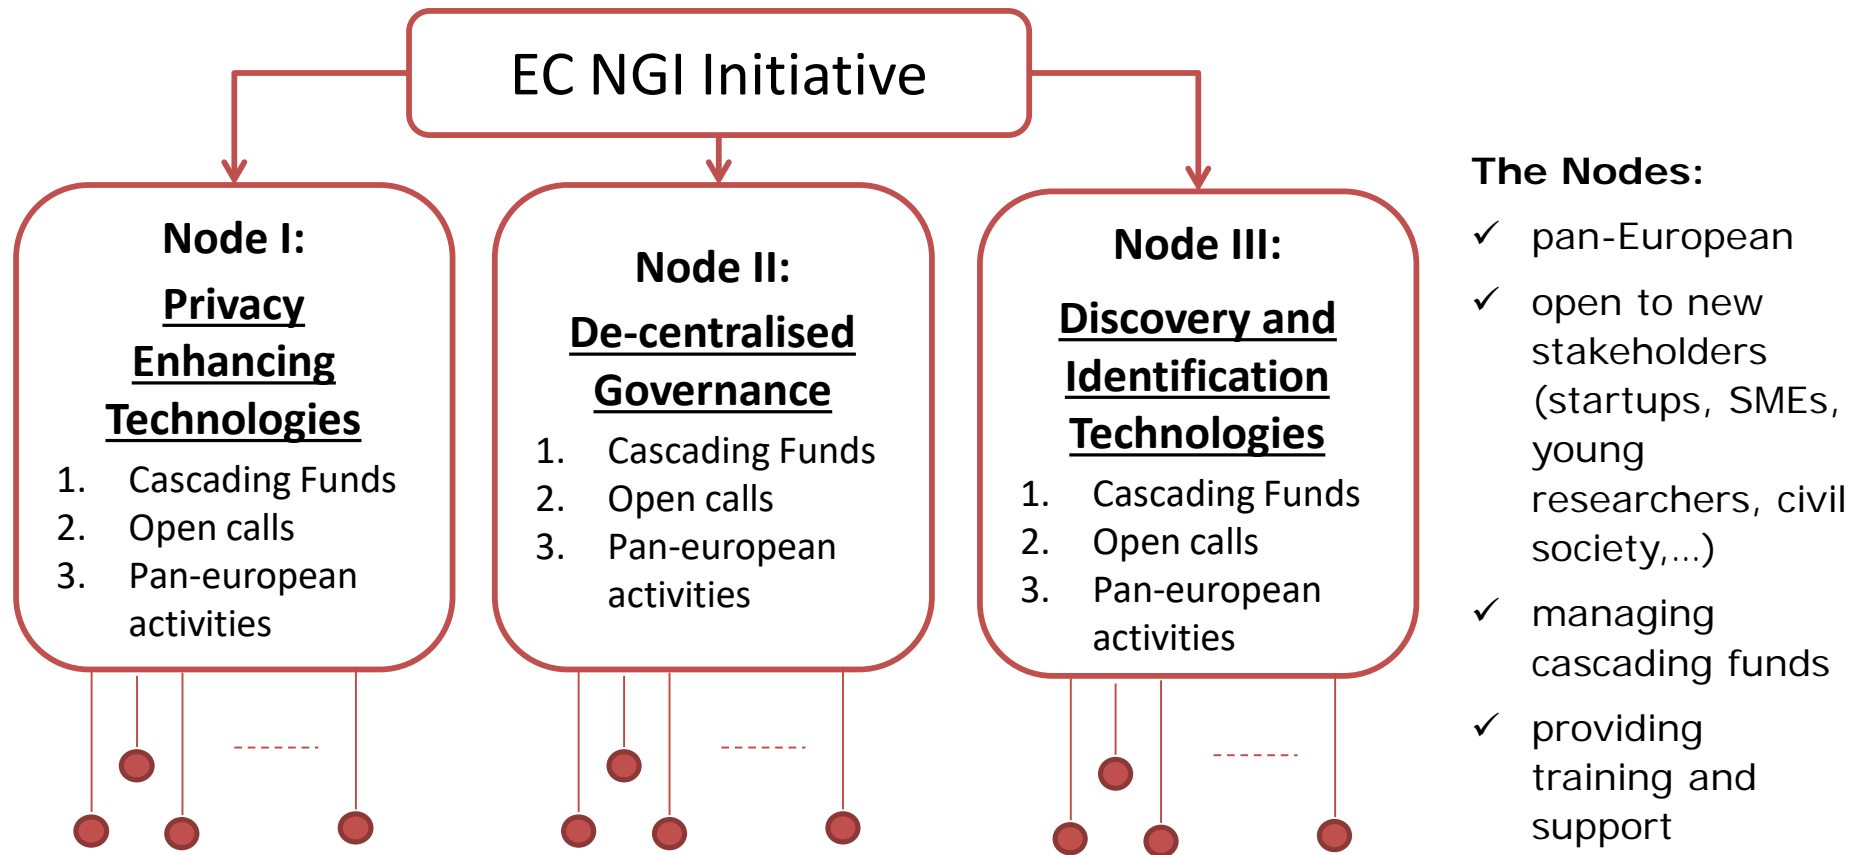 EC NGI Initiative
Node I:
Privacy
Enhancing
Technologies
1. Cascading Funds
2. Open calls
3. Pan-european
activities
Node II:
De-centralised
Governance
1. Cascading Funds
2. Open calls
3. Pan-european
activities
Node III:
Discovery and
Identification
Technologies
1. Cascading Funds
2. Open calls
3. Pan-european
activities
The Nodes:
✓ pan-European
✓ open to new
stakeholders
(startups, SMEs,
young
researchers, civil
society,...)
✓ managing
cascading funds
✓ providing
training and
support